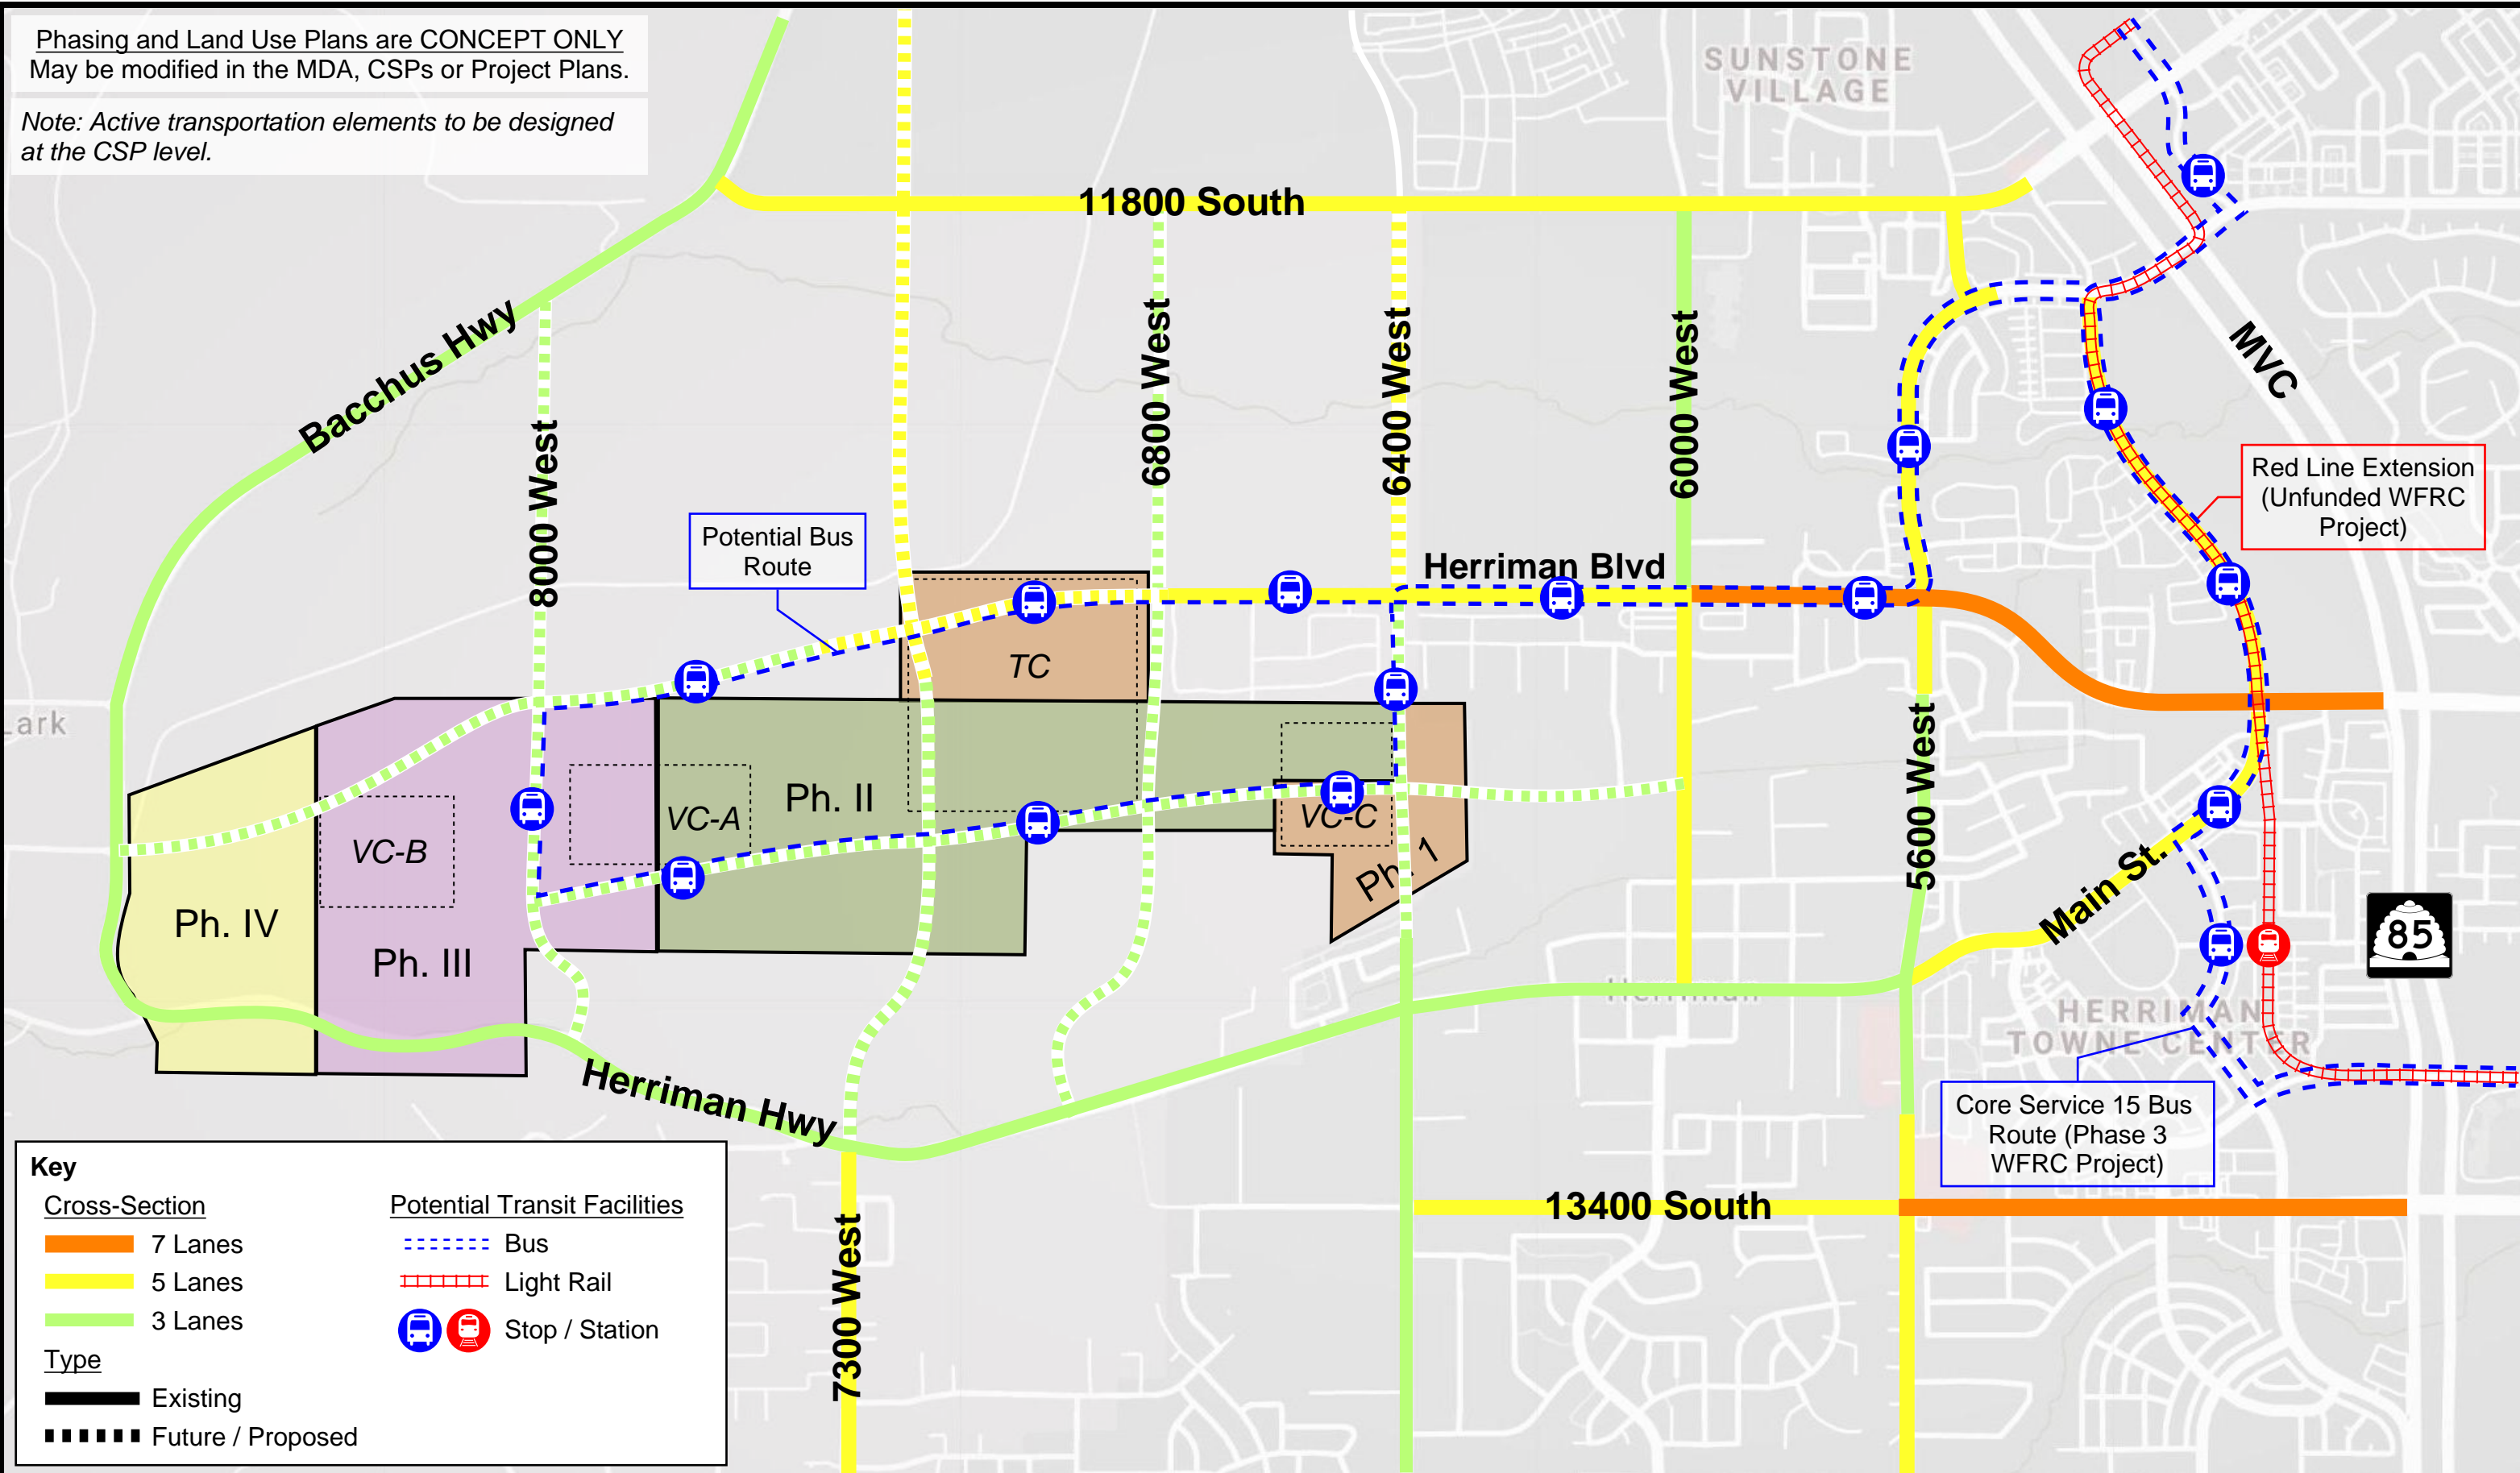 Phasing and Land Use Plans are CONCEPT ONLY
May be modified in the MDA, CSPs or Project Plans.
Note: Active transportation elements to be designed
at the CSP level.
SUNSTONE
VILLAGE
11800 South
Bacchus Hwy
8000 West
6800 West
6400 West
6000 West
MVC
Red Line Extension
(Unfunded WFRC
Project)
Potential Bus
Route
Herriman Blvd
TC
ark
Ph. II
VC-A
VC-B
VC-C
Ph. 1
Ph. IV
Ph. III
5600 West
Main St.
85
Herriman
HERRIMAN
TOWNE CENTER
Herriman Hwy
Core Service 15 Bus
Route (Phase 3
WFRC Project)
13400 South
7300 West
Key
Cross-Section
7 Lanes
5 Lanes
3 Lanes
Type
Existing
Future / Proposed
Potential Transit Facilities
Bus
Light Rail
Stop / Station